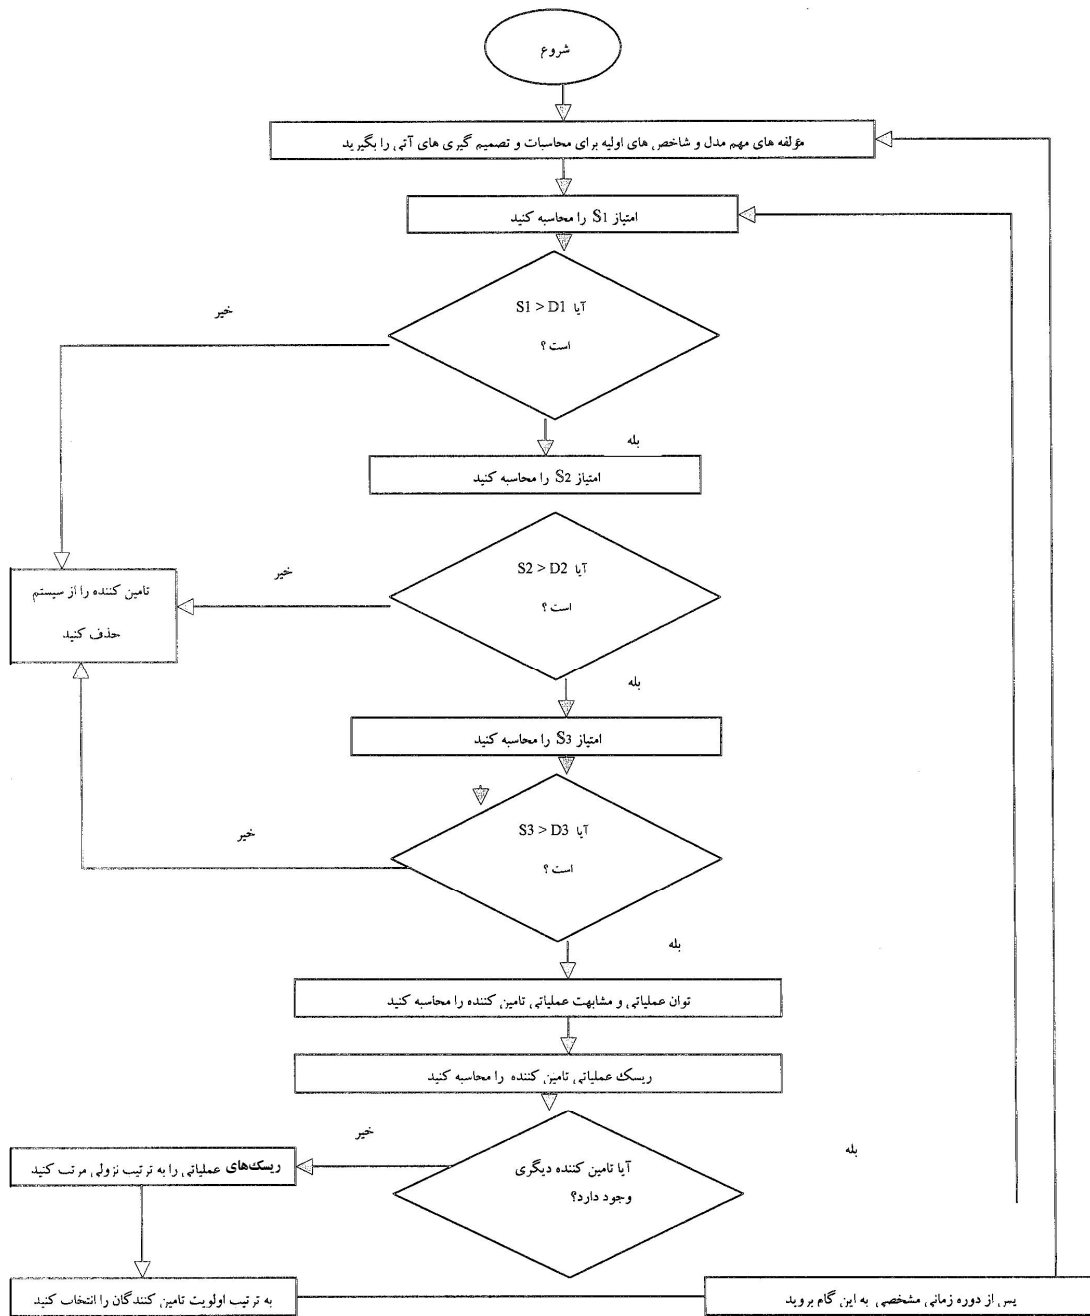 شروع
مؤلفه های مهم مدل و شاخص های اولیه برای محاسبات و تصمیم گیری های آتی را بگیرید
امتیاز S1 را محاسبه کنید
آیا S1 > D1
است ؟
خیر
بله
امتیاز S2 را محاسبه کنید
آیا S2 > D2
است ؟
خیر
تامین کننده را از سیستم
حذف کنید
بله
امتیاز S3 را محاسبه کنید
آیا S3 > D3
است ؟
خیر
بله
توان عملیاتی و مشابهت عملیاتی تامین کننده را محاسبه کنید
ریسک عملیاتی تامین کننده را محاسبه کنید
آیا تامین کننده دیگری
وجود دارد؟
خیر
بله
ریسک‌های عملیاتی را به ترتیب نزولی مرتب کنید
به ترتیب اولویت تامین کنندگان را انتخاب کنید
پس از دوره زمانی مشخصی به این گام بروید